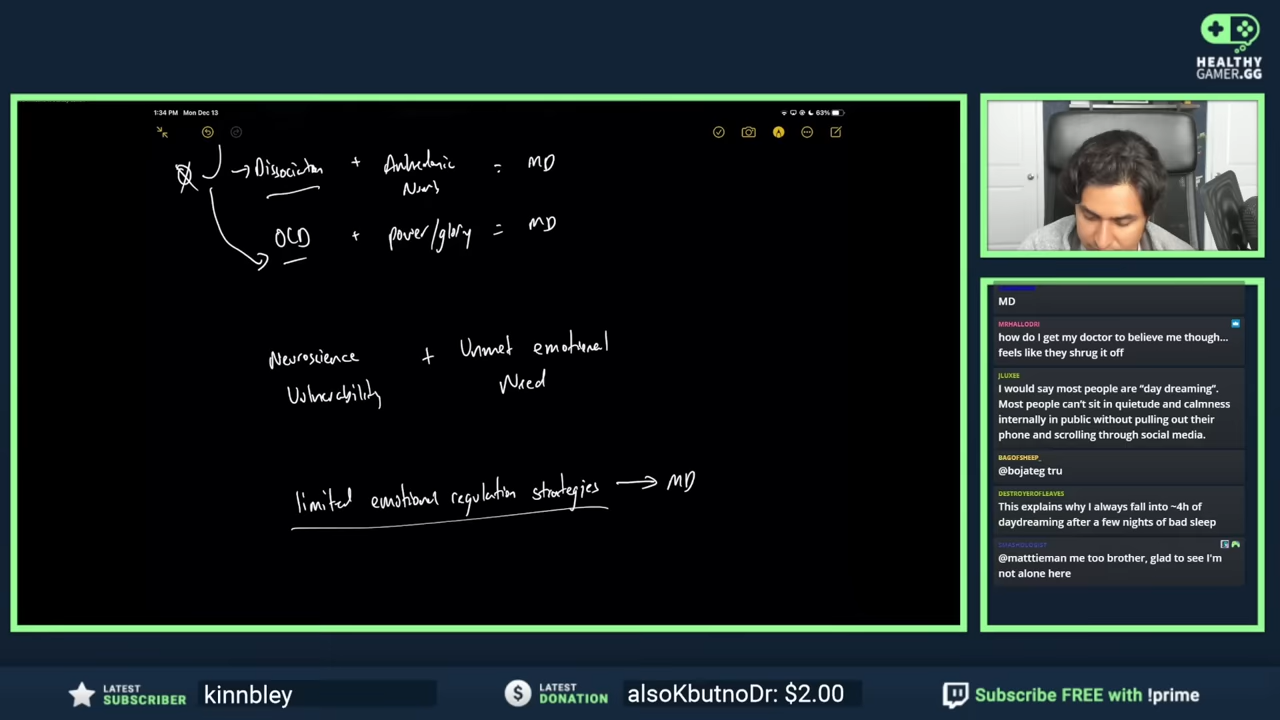 HEALTHY
GAMER.GG
1:34 PM Mon Dec 13
63%
→ Dissociation + Anhedonic = MD
OCD + power/glory = MD
Neuroscience + Unmet emotional
Vulnerability Need
limited emotional regulation strategies → MD
MD
MRHALLODRI
how do I get my doctor to believe me though...
feels like they shrug it off
JLUXEE
I would say most people are "day dreaming".
Most people can't sit in quietude and calmness
internally in public without pulling out their
phone and scrolling through social media.
BAGOFSHEEP_
@bojateg tru
DESTROYEROFLEAVES
This explains why I always fall into ~4h of
daydreaming after a few nights of bad sleep
@matttieman me too brother, glad to see I'm
not alone here
LATEST
SUBSCRIBER
kinnbley
$
LATEST
DONATION
alsoKbutnoDr: $2.00
Subscribe FREE with !prime